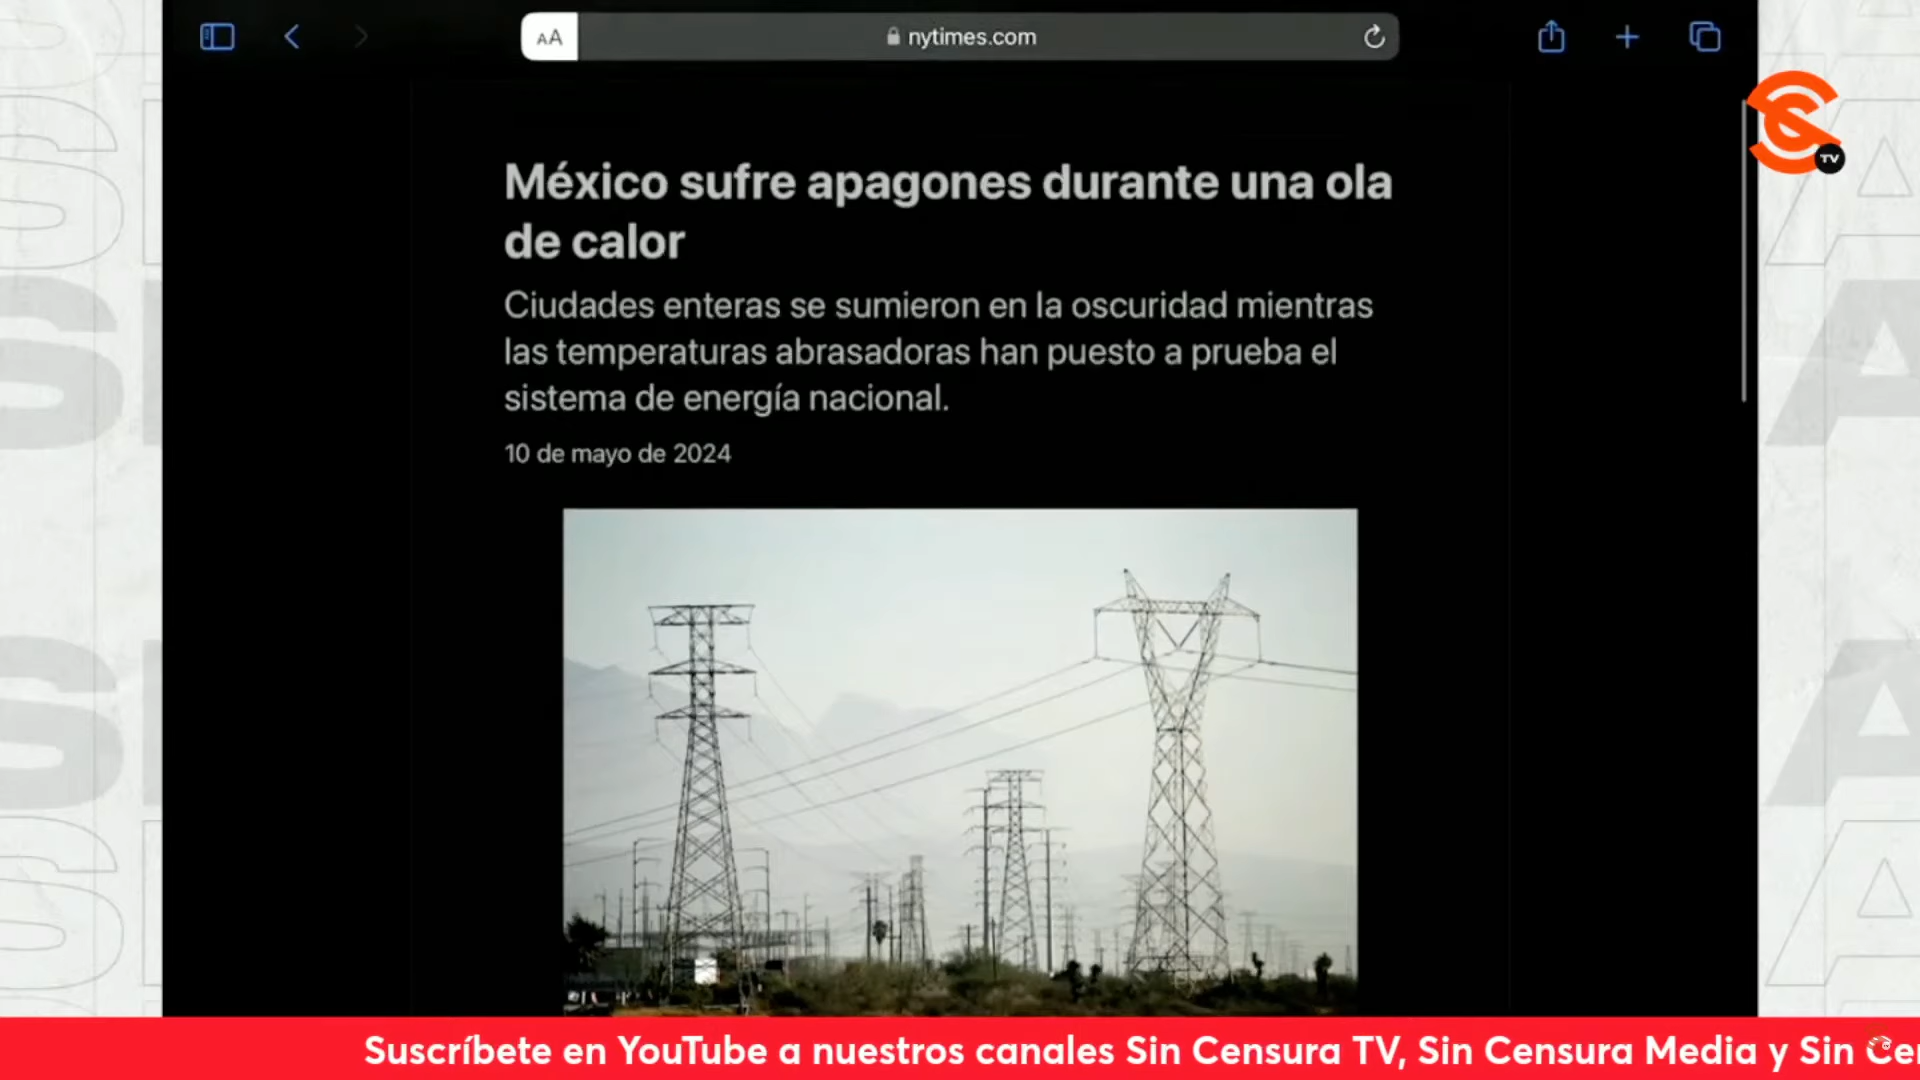 AA
nytimes.com
TV
México sufre apagones durante una ola
de calor
Ciudades enteras se sumieron en la oscuridad mientras
las temperaturas abrasadoras han puesto a prueba el
sistema de energía nacional.
10 de mayo de 2024
Suscríbete en YouTube a nuestros canales Sin Censura TV, Sin Censura Media y Sin